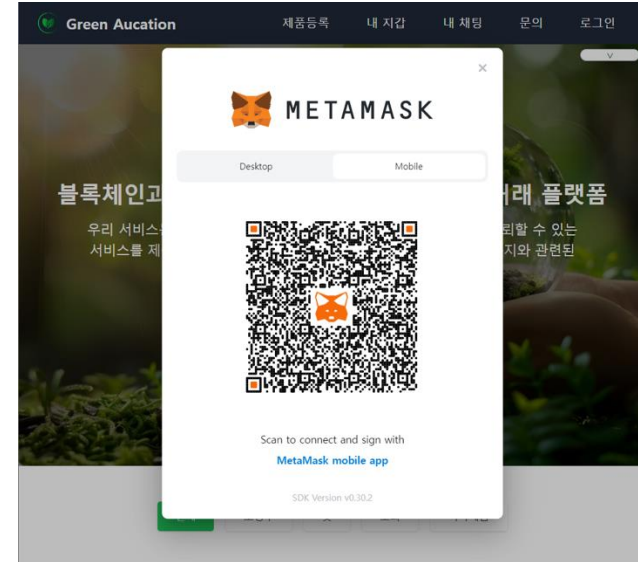 Green Aucation
제품등록 내 지갑 내 채팅 문의 로그인
METAMASK
Desktop Mobile
블록체인과 거래 플랫폼
우리 서비스 뢰할 수 있는
서비스를 제 지와 관련된
Scan to connect and sign with
MetaMask mobile app
SDK Version v0.30.2